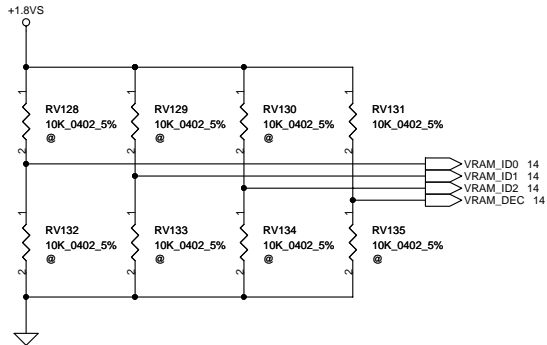 +1.8VS
1 1 1 1
RV128 RV129 RV130 RV131
10K_0402_5% 10K_0402_5% 10K_0402_5% 10K_0402_5%
@ @ @
2 2 2 2
VRAM_ID0 14
VRAM_ID1 14
VRAM_ID2 14
VRAM_DEC 14
1 1 1 1
RV132 RV133 RV134 RV135
10K_0402_5% 10K_0402_5% 10K_0402_5% 10K_0402_5%
@ @ @ @
2 2 2 2